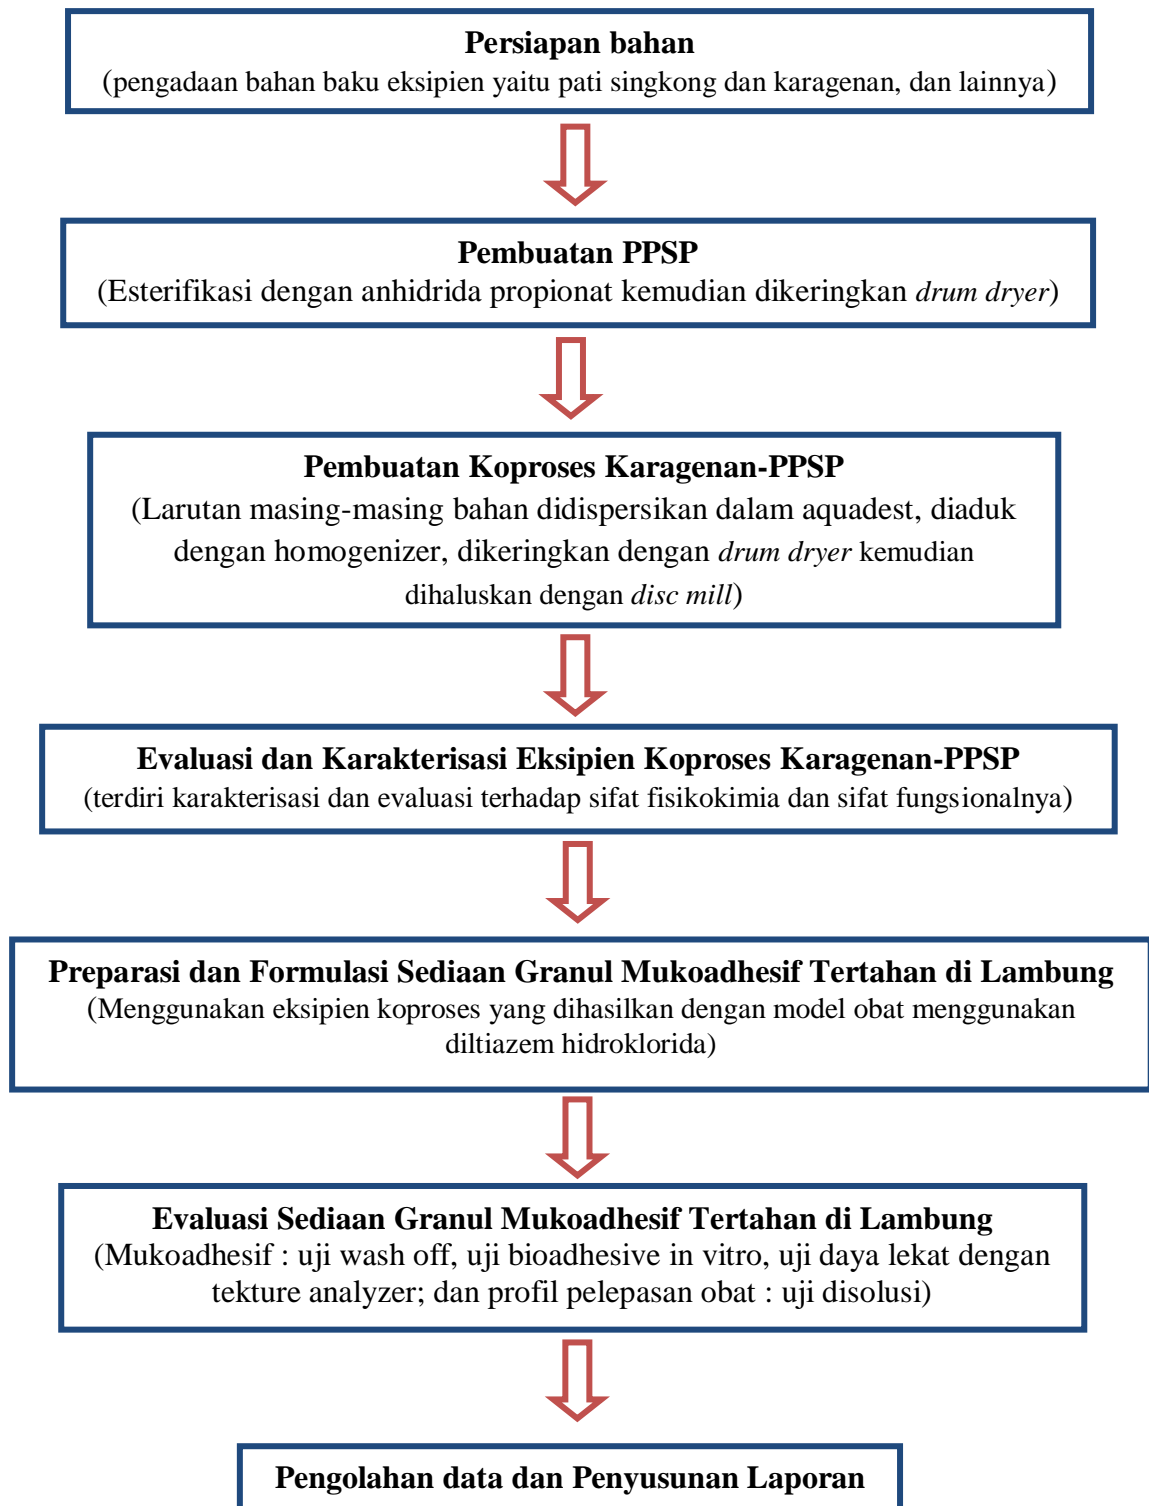 Persiapan bahan
(pengadaan bahan baku eksipien yaitu pati singkong dan karagenan, dan lainnya)
Pembuatan PPSP
(Esterifikasi dengan anhidrida propionat kemudian dikeringkan drum dryer)
Pembuatan Koproses Karagenan-PPSP
(Larutan masing-masing bahan didispersikan dalam aquadest, diaduk
dengan homogenizer, dikeringkan dengan drum dryer kemudian
dihaluskan dengan disc mill)
Evaluasi dan Karakterisasi Eksipien Koproses Karagenan-PPSP
(terdiri karakterisasi dan evaluasi terhadap sifat fisikokimia dan sifat fungsionalnya)
Preparasi dan Formulasi Sediaan Granul Mukoadhesif Tertahan di Lambung
(Menggunakan eksipien koproses yang dihasilkan dengan model obat menggunakan
diltiazem hidroklorida)
Evaluasi Sediaan Granul Mukoadhesif Tertahan di Lambung
(Mukoadhesif : uji wash off, uji bioadhesive in vitro, uji daya lekat dengan
tekture analyzer; dan profil pelepasan obat : uji disolusi)
Pengolahan data dan Penyusunan Laporan